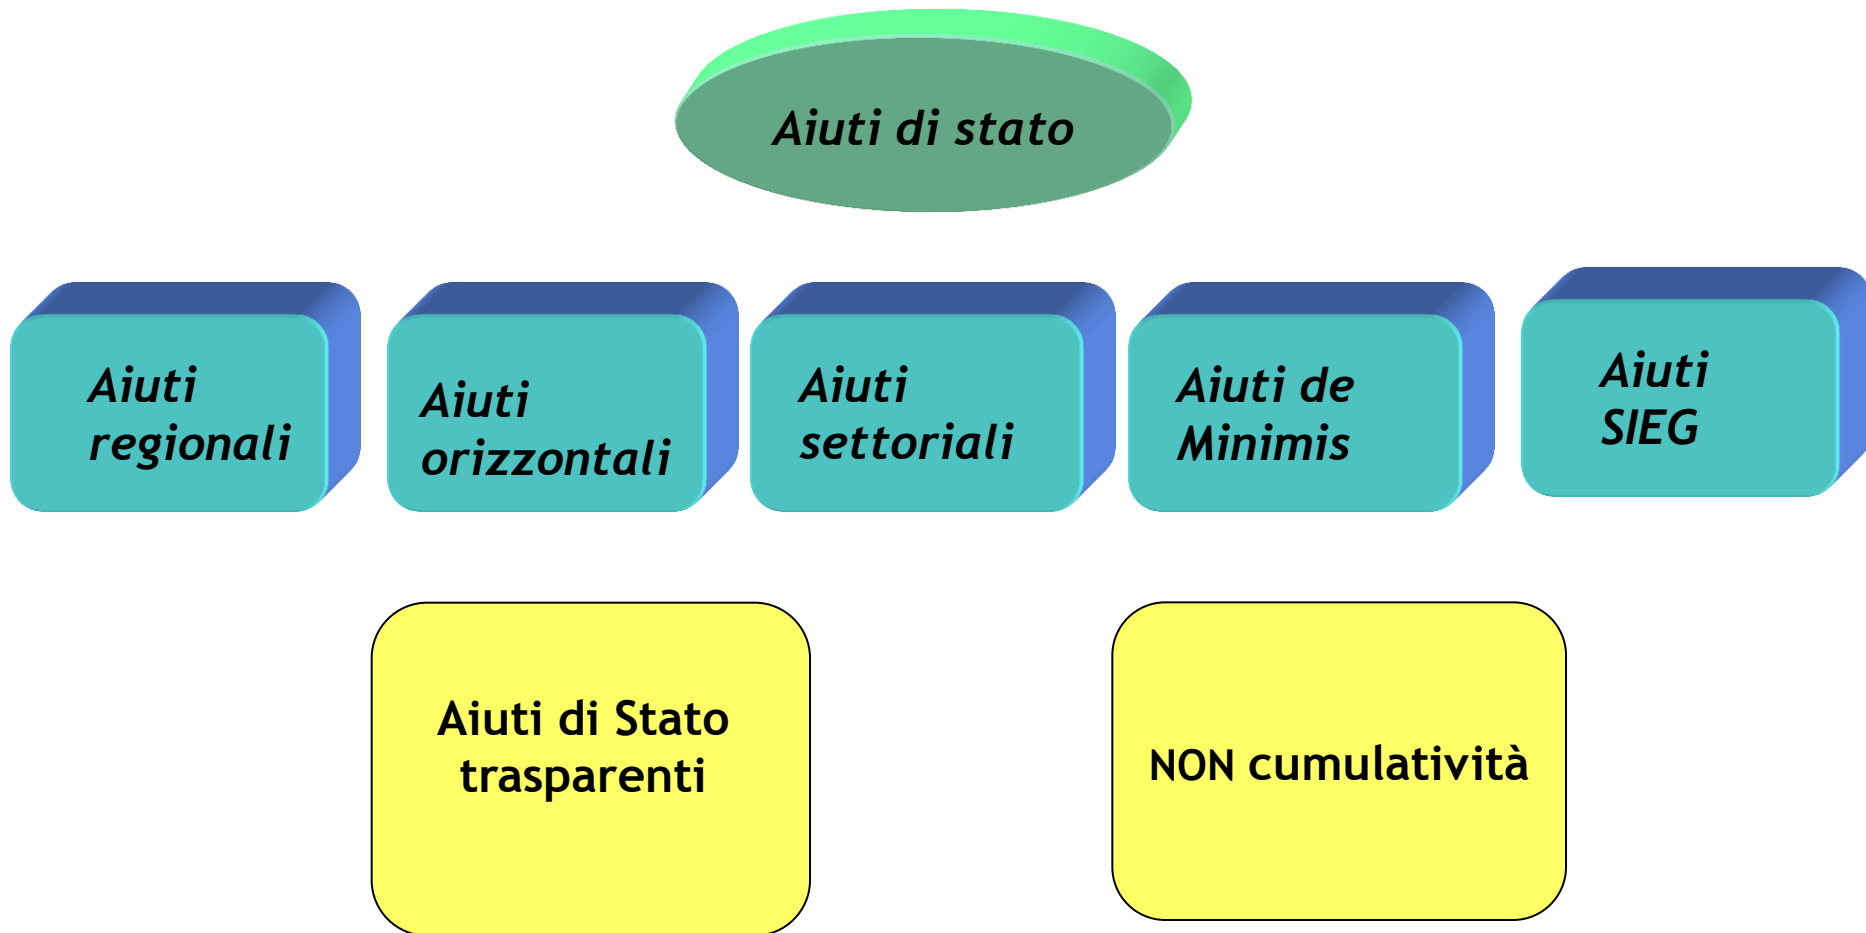 Aiuti di stato
Aiuti
regionali
Aiuti
orizzontali
Aiuti
settoriali
Aiuti de
Minimis
Aiuti
SIEG
Aiuti di Stato
trasparenti
NON cumulatività